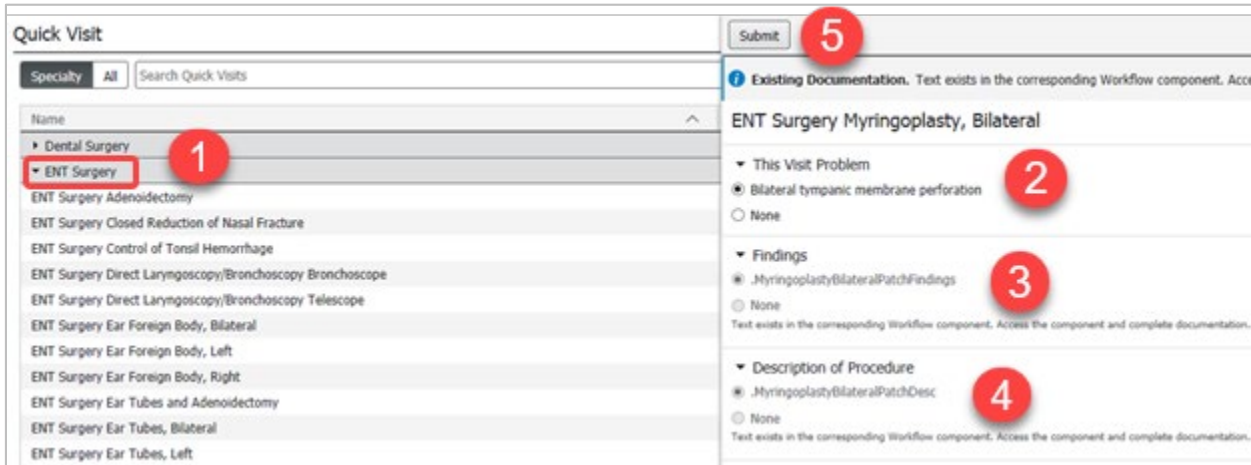 Quick Visit
Specialty All Search Quick Visits
Name
Dental Surgery
1
ENT Surgery
ENT Surgery Adenoidectomy
ENT Surgery Closed Reduction of Nasal Fracture
ENT Surgery Control of Tonsil Hemorrhage
ENT Surgery Direct Laryngoscopy/Bronchoscopy Bronchoscope
ENT Surgery Direct Laryngoscopy/Bronchoscopy Telescope
ENT Surgery Ear Foreign Body, Bilateral
ENT Surgery Ear Foreign Body, Left
ENT Surgery Ear Foreign Body, Right
ENT Surgery Ear Tubes and Adenoidectomy
ENT Surgery Ear Tubes, Bilateral
ENT Surgery Ear Tubes, Left
Submit 5
Existing Documentation. Text exists in the corresponding Workflow component. Acce
ENT Surgery Myringoplasty, Bilateral
This Visit Problem
2
Bilateral tympanic membrane perforation
None
Findings
.MyringoplastyBilateralPatchFindings
3
None
Text exists in the corresponding Workflow component. Access the component and complete documentation.
Description of Procedure
.MyringoplastyBilateralPatchDesc
4
None
Text exists in the corresponding Workflow component. Access the component and complete documentation.